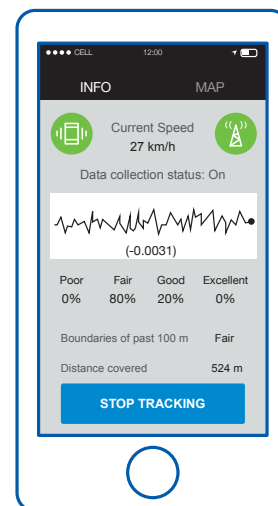 CELL 12:00
INFO MAP
Current Speed
27 km/h
Data collection status: On
(-0.0031)
Poor Fair Good Excellent
0% 80% 20% 0%
Boundaries of past 100 m Fair
Distance covered 524 m
STOP TRACKING